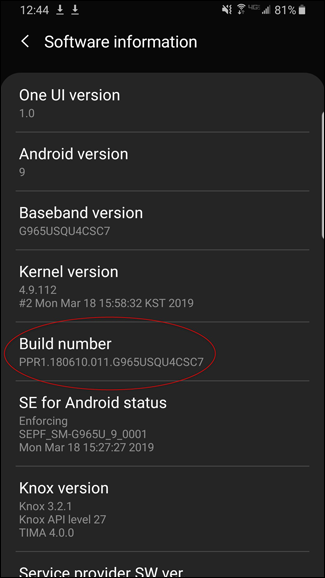 12:44 81%
Software information
One UI version
1.0
Android version
9
Baseband version
G965USQU4CSC7
Kernel version
4.9.112
#2 Mon Mar 18 15:58:32 KST 2019
Build number
PPR1.180610.011.G965USQU4CSC7
SE for Android status
Enforcing
SEPF_SM-G965U_9_0001
Mon Mar 18 15:27:27 2019
Knox version
Knox 3.2.1
Knox API level 27
TIMA 4.0.0
Service provider SW ver